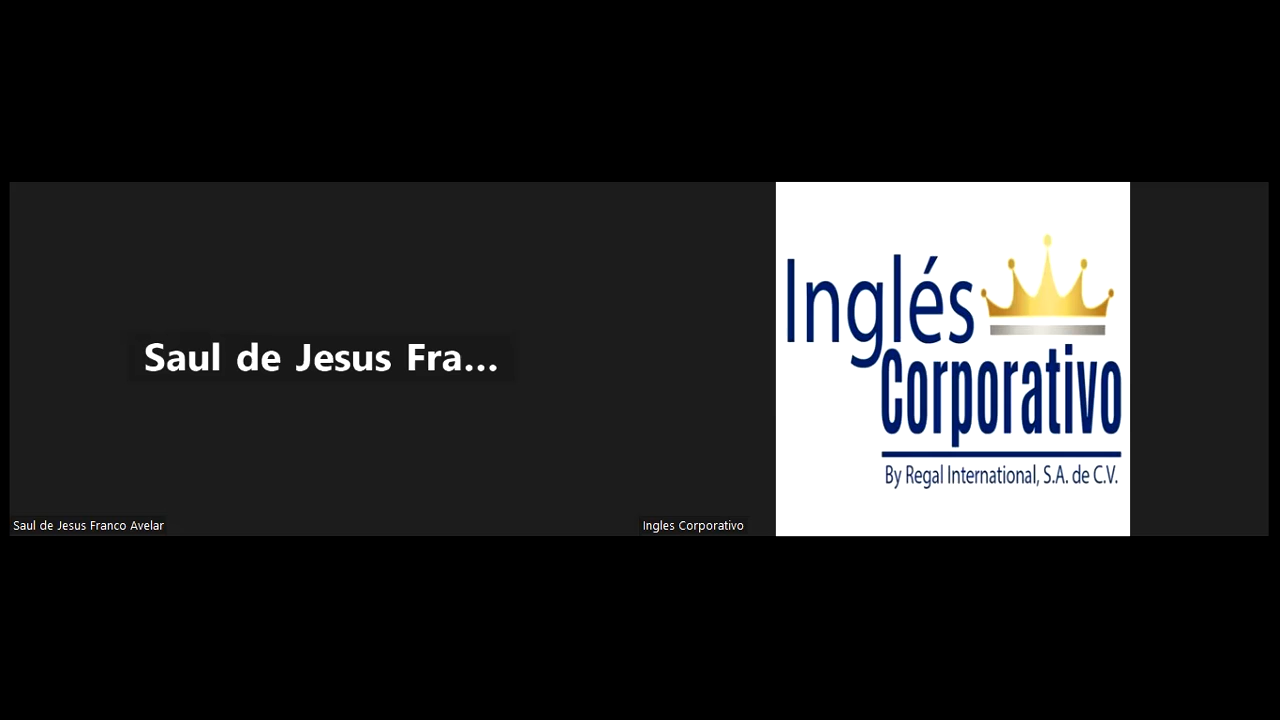 Saul de Jesus Fra...
Saul de Jesus Franco Avelar
Inglés
Corporativo
By Regal International, S.A. de C.V.
Ingles Corporativo